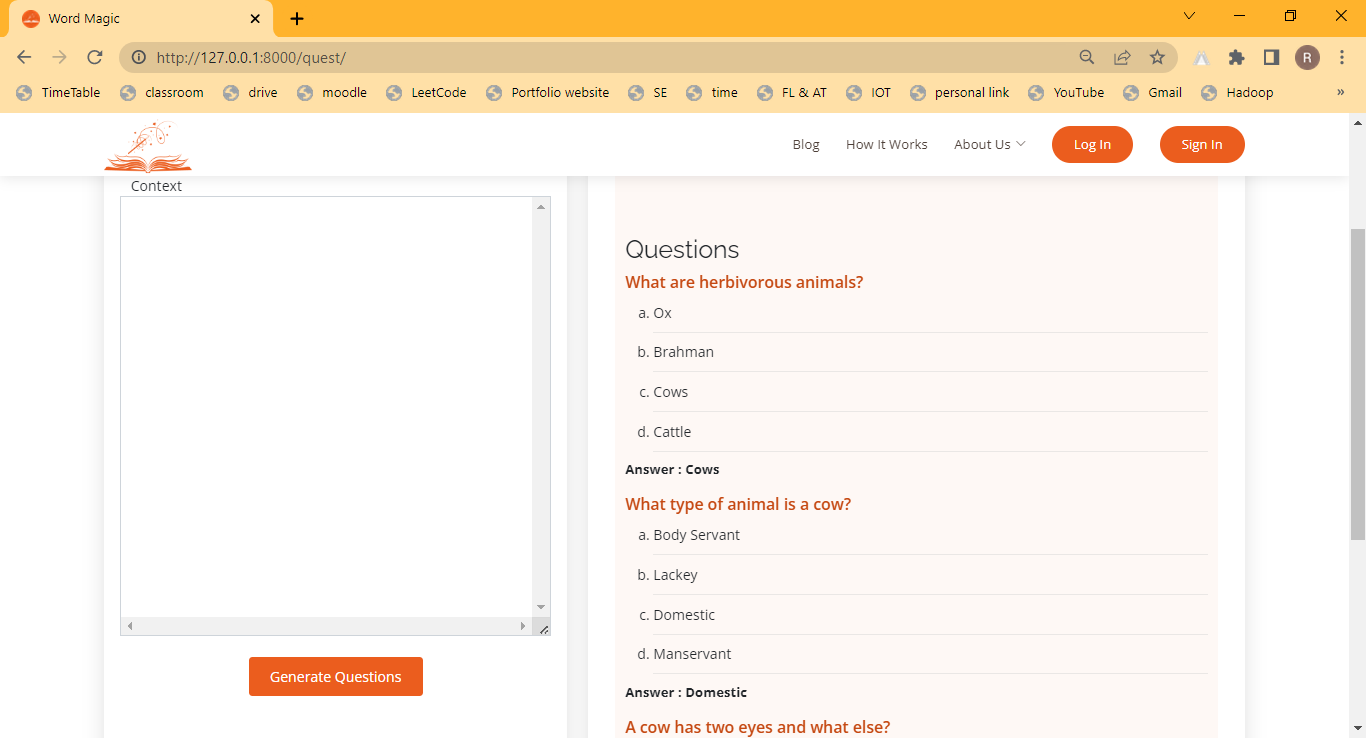 Word Magic
http://127.0.0.1:8000/quest/
R
TimeTable classroom drive moodle LeetCode Portfolio website SE time FL & AT IOT personal link YouTube Gmail Hadoop »
Blog How It Works About Us Log In Sign In
Context
Generate Questions
Questions
What are herbivorous animals?
a. Ox
b. Brahman
c. Cows
d. Cattle
Answer : Cows
What type of animal is a cow?
a. Body Servant
b. Lackey
c. Domestic
d. Manservant
Answer : Domestic
A cow has two eyes and what else?